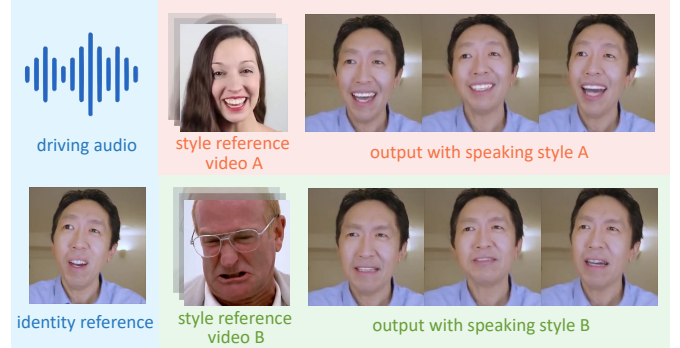 driving audio
style reference
video A
output with speaking style A
identity reference
style reference
video B
output with speaking style B